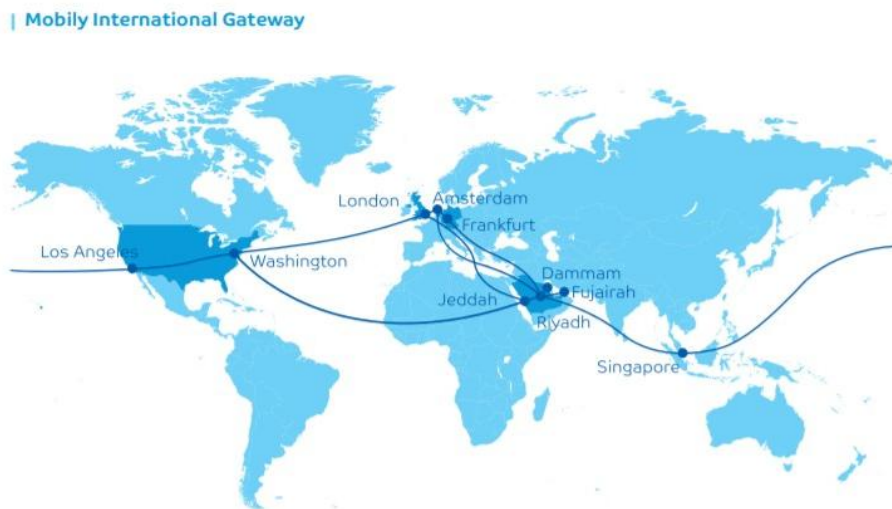 | Mobily International Gateway
London
Amsterdam
Frankfurt
Los Angeles
Washington
Dammam
Fujairah
Jeddah
Riyadh
Singapore